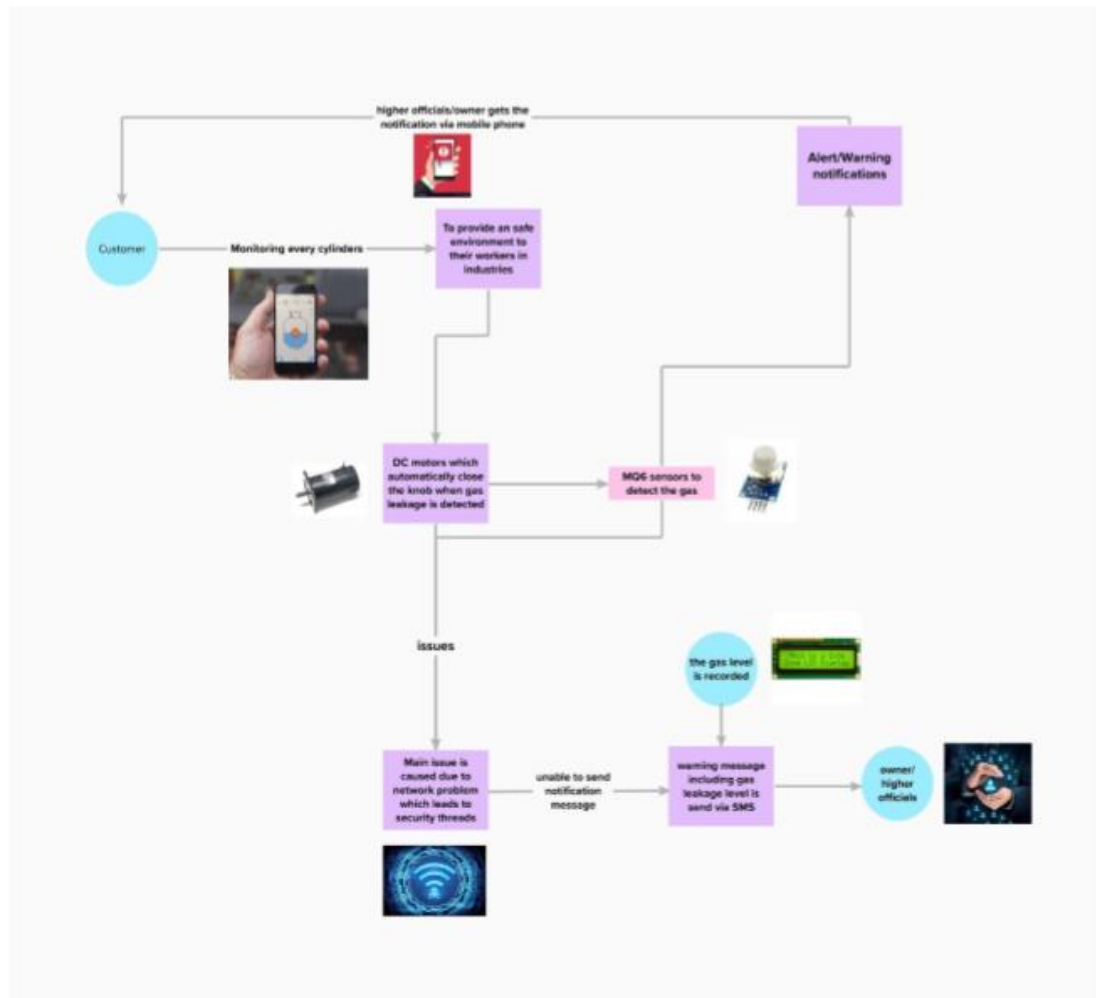 higher officials/owner gets the
notification via mobile phone
Alert/Warning
notifications
Customer
Monitoring every cylinders
To provide an safe
environment to
their workers in
industries
DC motors which
automatically close
the knob when gas
leakage is detected
MQ6 sensors to
detect the gas
issues
the gas level
is recorded
Main issue is
caused due to
network problem
which leads to
security threads
unable to send
notification
message
warning message
including gas
leakage level is
send via SMS
owner/
higher
officials